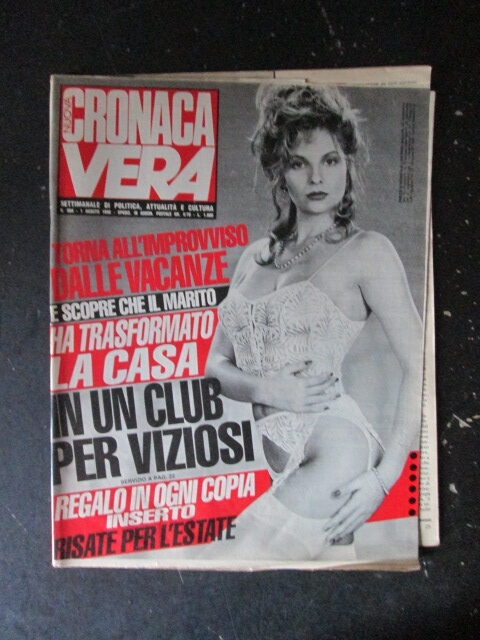 NUOVA
CRONACA
VERA
SETTIMANALE DI POLITICA, ATTUALITÀ E CULTURA
TORNA ALL'IMPROVVISO
DALLE VACANZE
E SCOPRE CHE IL MARITO
HA TRASFORMATO
LA CASA
IN UN CLUB
PER VIZIOSI
SERVIZIO A PAG.
REGALO IN OGNI COPIA
INSERTO
RISATE PER L'ESTATE